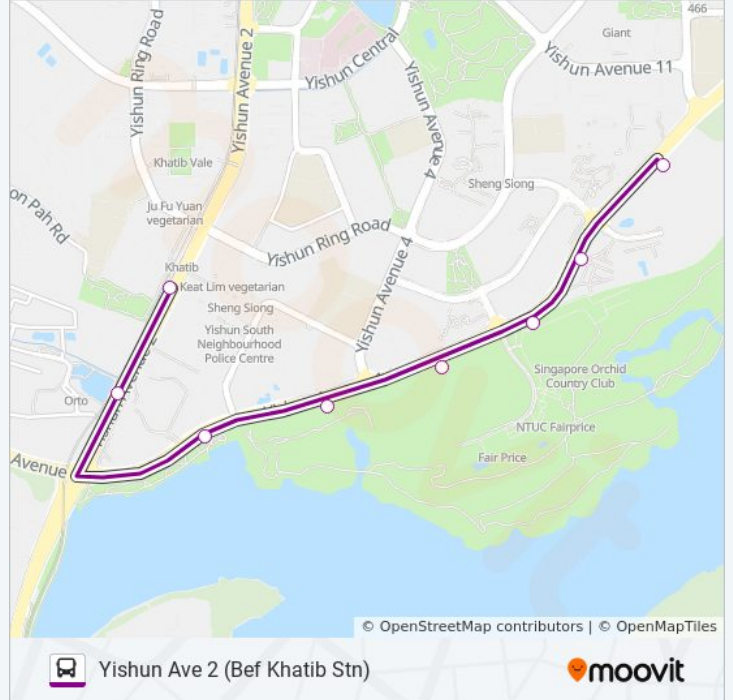 466
Giant
Yishun Ring Road
Yishun Avenue 2
Yishun Central
Yishun Avenue 11
Yishun Avenue 4
Khatib Vale
Sheng Siong
on Pah Rd
Ju Fu Yuan
vegetarian
Yishun Ring Road
Yishun Avenue 4
Khatib
Keat Lim vegetarian
Sheng Siong
Yishun South
Neighbourhood
Police Centre
Orto
Singapore Orchid
Country Club
NTUC Fairprice
Fair Price
Avenue
© OpenStreetMap contributors | © OpenMapTiles
Yishun Ave 2 (Bef Khatib Stn)
moovit